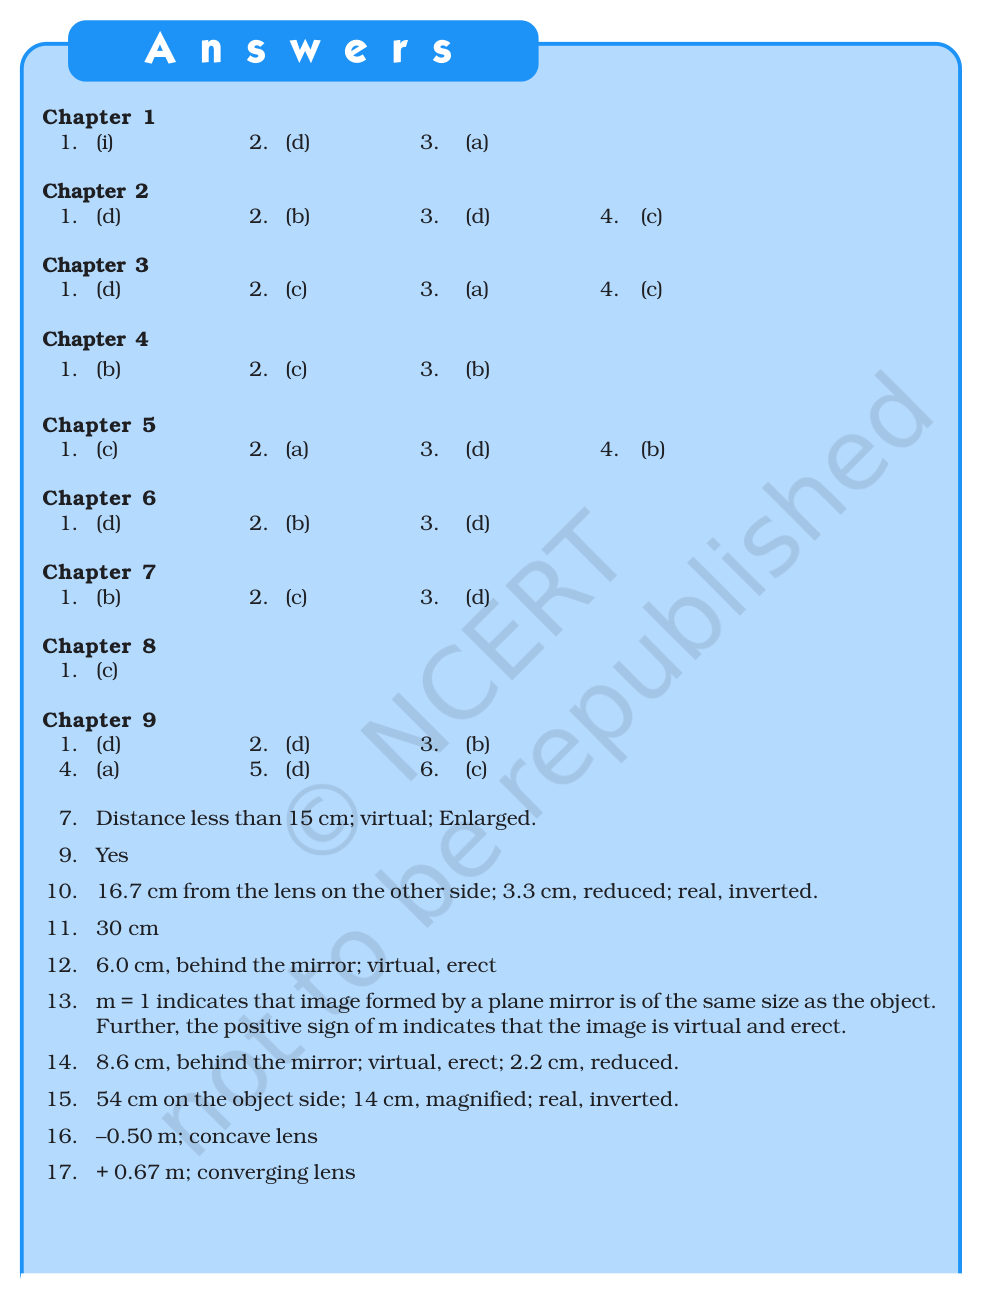 Answers
Chapter 1
1. (i) 2. (d) 3. (a)
Chapter 2
1. (d) 2. (b) 3. (d) 4. (c)
Chapter 3
1. (d) 2. (c) 3. (a) 4. (c)
Chapter 4
1. (b) 2. (c) 3. (b)
Chapter 5
1. (c) 2. (a) 3. (d) 4. (b)
Chapter 6
1. (d) 2. (b) 3. (d)
Chapter 7
1. (b) 2. (c) 3. (d)
Chapter 8
1. (c)
Chapter 9
1. (d) 2. (d) 3. (b)
4. (a) 5. (d) 6. (c)
7. Distance less than 15 cm; virtual; Enlarged.
9. Yes
10. 16.7 cm from the lens on the other side; 3.3 cm, reduced; real, inverted.
11. 30 cm
12. 6.0 cm, behind the mirror; virtual, erect
13. m = 1 indicates that image formed by a plane mirror is of the same size as the object.
Further, the positive sign of m indicates that the image is virtual and erect.
14. 8.6 cm, behind the mirror; virtual, erect; 2.2 cm, reduced.
15. 54 cm on the object side; 14 cm, magnified; real, inverted.
16. –0.50 m; concave lens
17. + 0.67 m; converging lens
© NCERT
not to be republished